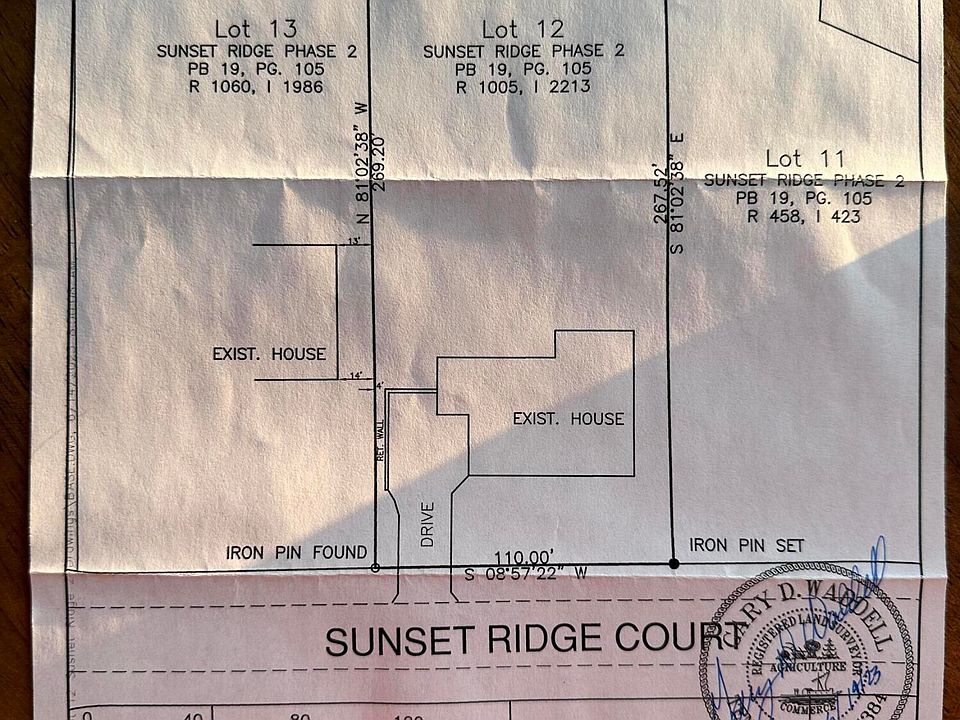 Lot 13
SUNSET RIDGE PHASE 2
PB 19, PG. 105
R 1060, I 1986
Lot 12
SUNSET RIDGE PHASE 2
PB 19, PG. 105
R 1005, I 2213
Lot 11
SUNSET RIDGE PHASE 2
PB 19, PG. 105
R 458, I 423
N 81°02'38" W
269.20'
267.52'
S 81°02'38" E
13'
EXIST. HOUSE
14'
4'
RET. WALL
EXIST. HOUSE
DRIVE
IRON PIN FOUND
110.00'
S 08°57'22" W
IRON PIN SET
SUNSET RIDGE COURT
GARY D. WADDELL
REGISTERED LAND SURVEYOR
AGRICULTURE
COMMERCE
0 40 80 120